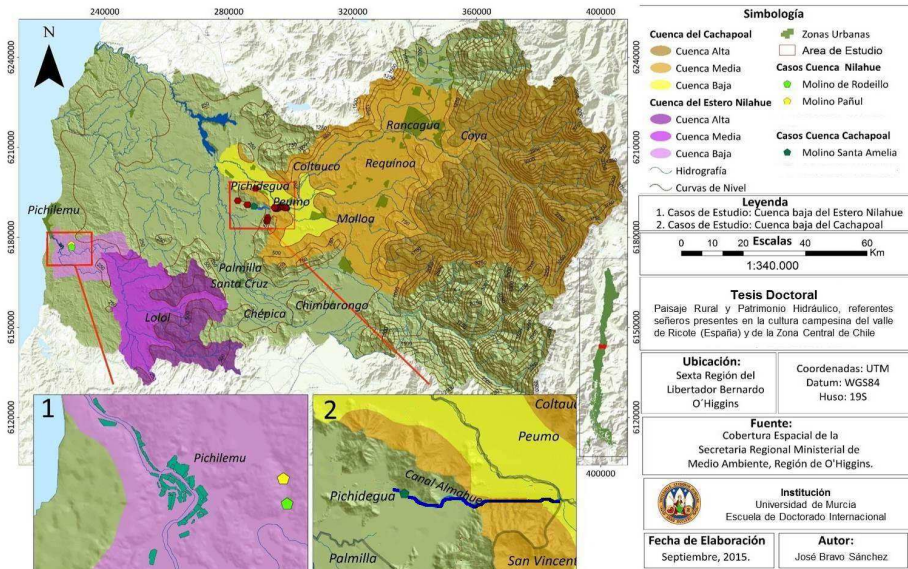 240000
280000
320000
360000
400000
N
6240000
6210000
6180000
6150000
6120000
6240000
6210000
6180000
6150000
6120000
400000
Rancagua
Coya
Coltauco
Requinoa
Pichidegua
Peumo
Malloa
Pichilemu
Palmilla
Santa Cruz
Chimbarongo
Chépica
Lolol
1
Pichilemu
2
Coltau
Peumo
Canal Almahue
Pichidegua
Palmilla
San Vincent
Simbología
Cuenca del Cachapoal
Cuenca Alta
Cuenca Media
Cuenca Baja
Cuenca del Estero Nilahue
Cuenca Alta
Cuenca Media
Cuenca Baja
Hidrografía
Curvas de Nivel
Zonas Urbanas
Area de Estudio
Casos Cuenca Nilahue
Molino de Rodeillo
Molino Pañul
Casos Cuenca Cachapoal
Molino Santa Amelia
Leyenda
1. Casos de Estudio: Cuenca baja del Estero Nilahue
2. Casos de Estudio: Cuenca baja del Cachapoal
Escalas
0 10 20 30 40 60
Km
1:340.000
Tesis Doctoral
Paisaje Rural y Patrimonio Hidráulico, referentes
señeros presentes en la cultura campesina del valle
de Ricote (España) y de la Zona Central de Chile
Ubicación:
Sexta Región del
Libertador Bernardo
O´Higgins
Coordenadas: UTM
Datum: WGS84
Huso: 19S
Fuente:
Cobertura Espacial de la
Secretaria Regional Ministerial de
Medio Ambiente, Región de O'Higgins.
Institución
Universidad de Murcia
Escuela de Doctorado Internacional
Fecha de Elaboración
Septiembre, 2015.
Autor:
José Bravo Sánchez